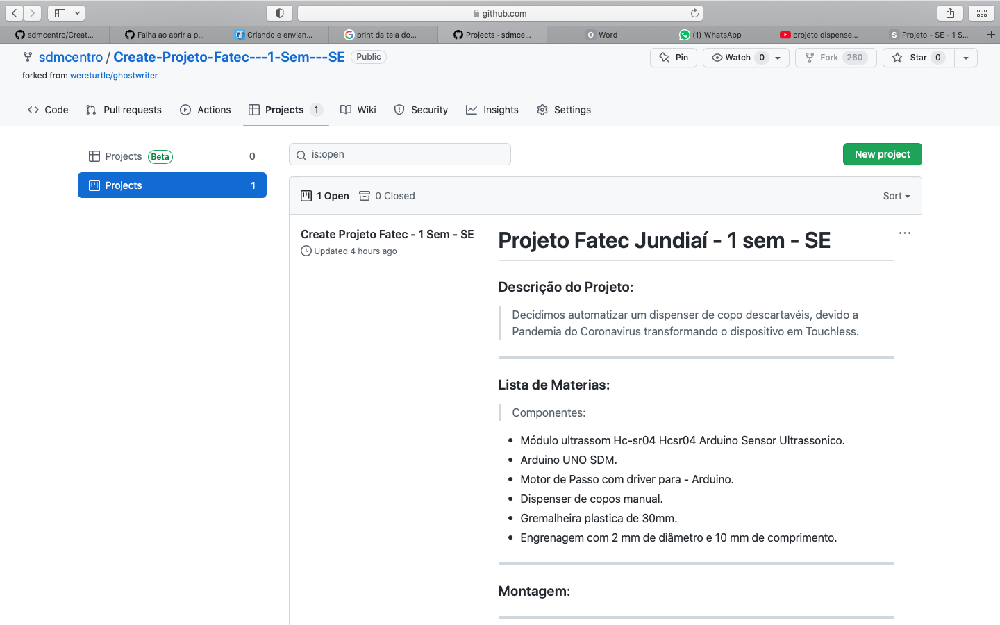 github.com
sdmcentro/Creat...
Falha ao abrir a p...
GF Criando e envian...
print da tela do...
Projects · sdmce...
O Word
(1) WhatsApp
projeto dispense...
S Projeto - SE - 1 S...
sdmcentro / Create-Projeto-Fatec---1-Sem---SE Public
Pin
Watch 0
Fork 260
Star 0
forked from wereturtle/ghostwriter
Code
Pull requests
Actions
Projects 1
Wiki
Security
Insights
Settings
Projects Beta 0
Projects 1
is:open
New project
1 Open 0 Closed
Sort
Create Projeto Fatec - 1 Sem - SE
Updated 4 hours ago
Projeto Fatec Jundiaí - 1 sem - SE
Descrição do Projeto:
Decidimos automatizar um dispenser de copo descartavéis, devido a
Pandemia do Coronavirus transformando o dispositivo em Touchless.
Lista de Materias:
Componentes:
Módulo ultrassom Hc-sr04 Hcsr04 Arduino Sensor Ultrassonico.
Arduino UNO SDM.
Motor de Passo com driver para - Arduino.
Dispenser de copos manual.
Gremalheira plastica de 30mm.
Engrenagem com 2 mm de diâmetro e 10 mm de comprimento.
Montagem: